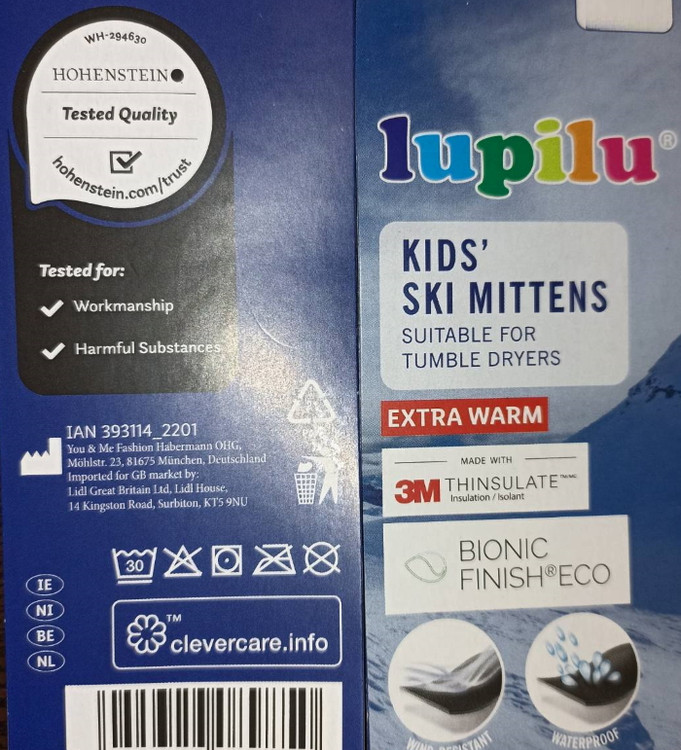 WH-294630
HOHENSTEIN
Tested Quality
hohenstein.com/trust
Tested for:
Workmanship
Harmful Substances
IAN 393114_2201
You & Me Fashion Habermann OHG,
Möhlstr. 23, 81675 München, Deutschland
Imported for GB market by:
Lidl Great Britain Ltd, Lidl House,
14 Kingston Road, Surbiton, KT5 9NU
30
IE
NI
BE
NL
TM
clevercare.info
lupilu®
KIDS'
SKI MITTENS
SUITABLE FOR
TUMBLE DRYERS
EXTRA WARM
MADE WITH
3M THINSULATE
Insulation / Isolant
BIONIC
FINISH®ECO
WIND RESISTANT
WATERPROOF